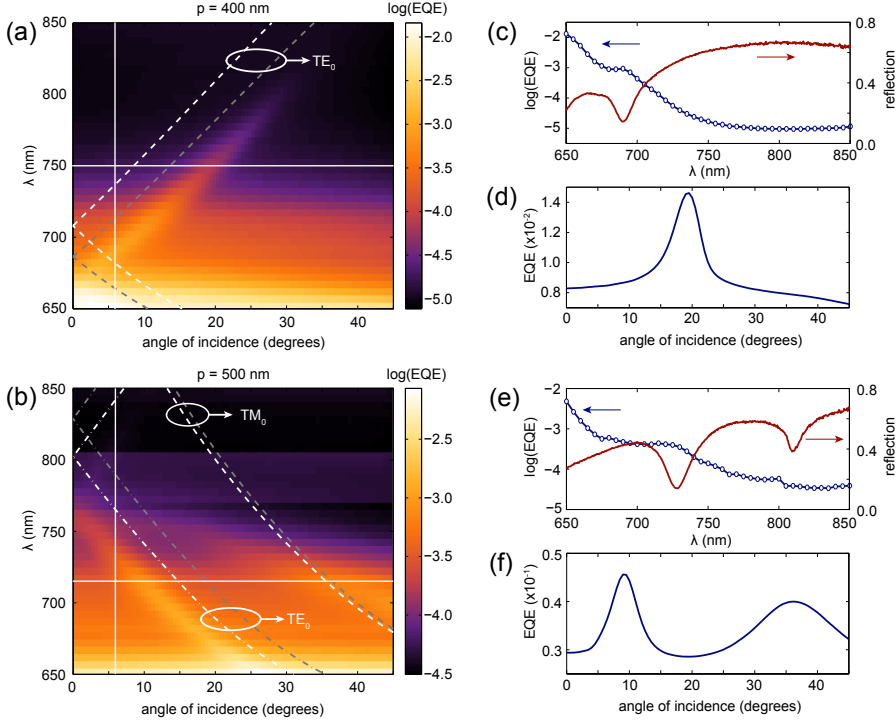 (a)
p = 400 nm
log(EQE)
λ (nm)
850
800
750
700
650
0
10
20
30
40
angle of incidence (degrees)
TE0
−2.0
−2.5
−3.0
−3.5
−4.0
−4.5
−5.0
(b)
p = 500 nm
log(EQE)
λ (nm)
850
800
750
700
650
0
10
20
30
40
angle of incidence (degrees)
TM0
TE0
−2.5
−3.0
−3.5
−4.0
−4.5
(c)
log(EQE)
−2
−3
−4
−5
650
700
750
800
850
λ (nm)
0.8
0.4
0.0
reflection
(d)
EQE (x10-2)
1.4
1.2
1.0
0.8
0
10
20
30
40
angle of incidence (degrees)
(e)
log(EQE)
−2
−3
−4
−5
650
700
750
800
850
λ (nm)
0.8
0.4
0.0
reflection
(f)
EQE (x10-1)
0.5
0.4
0.3
0
10
20
30
40
angle of incidence (degrees)